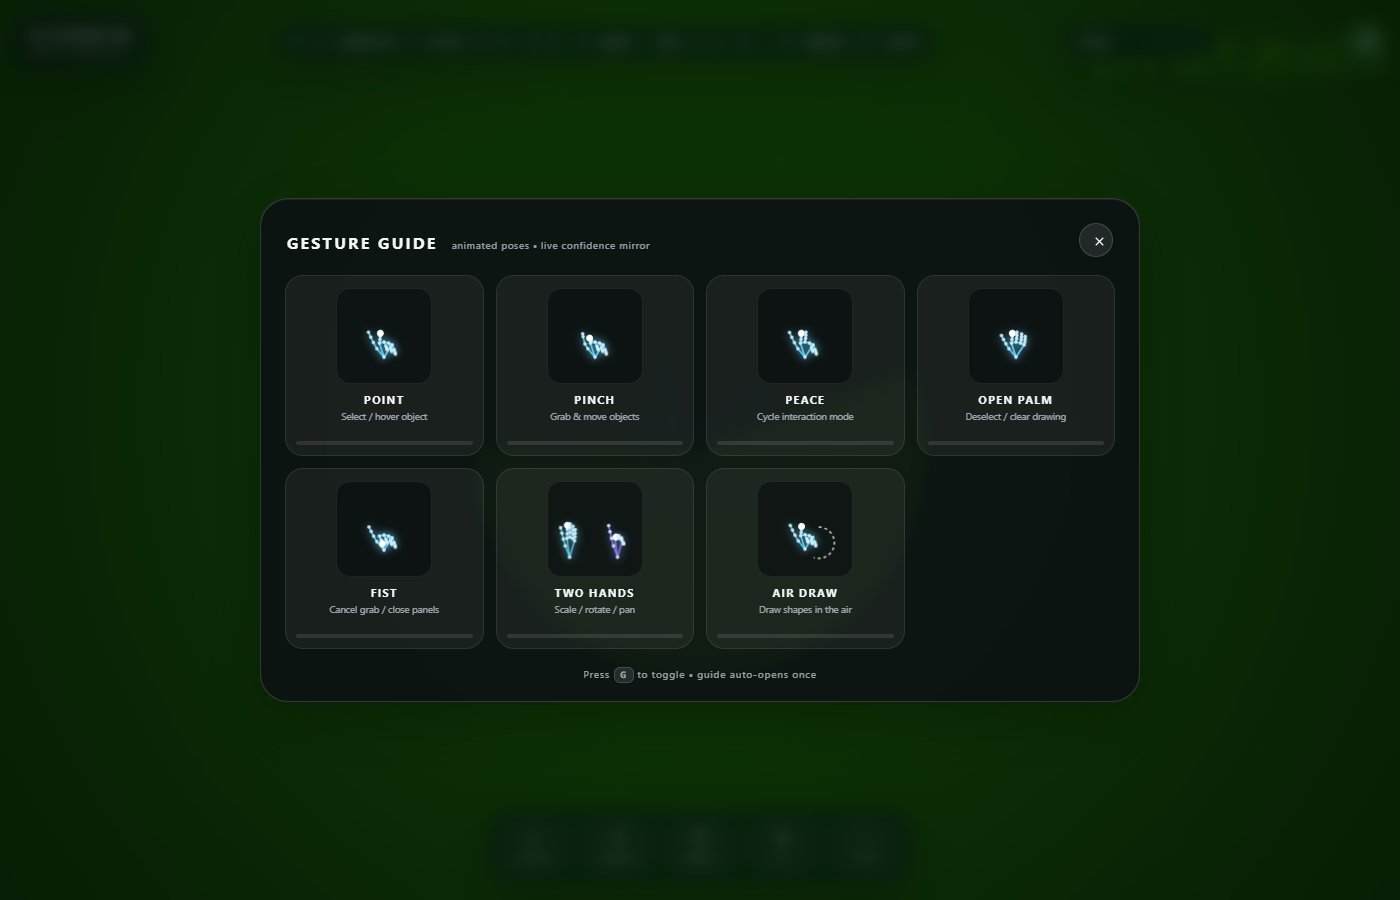 GESTURE GUIDE animated poses • live confidence mirror ×
POINT
Select / hover object
PINCH
Grab & move objects
PEACE
Cycle interaction mode
OPEN PALM
Deselect / clear drawing
FIST
Cancel grab / close panels
TWO HANDS
Scale / rotate / pan
AIR DRAW
Draw shapes in the air
Press G to toggle • guide auto-opens once